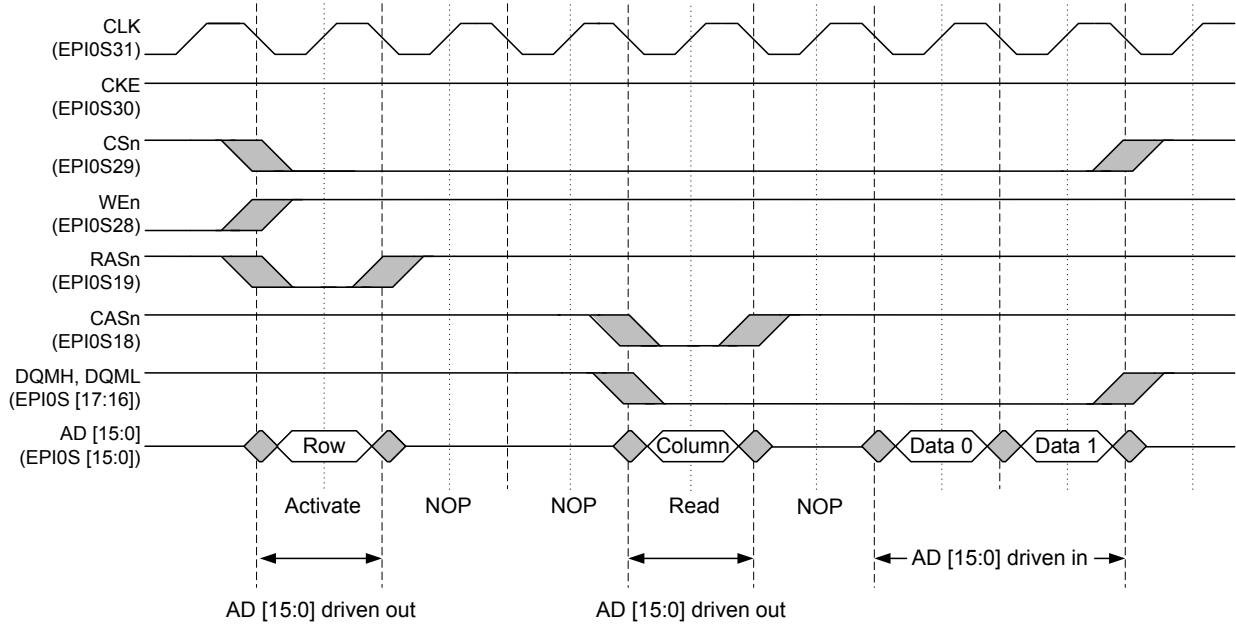 CLK
(EPI0S31)
CKE
(EPI0S30)
CSn
(EPI0S29)
WEn
(EPI0S28)
RASn
(EPI0S19)
CASn
(EPI0S18)
DQMH, DQML
(EPI0S [17:16])
AD [15:0]
(EPI0S [15:0])
Row Column Data 0 Data 1
Activate NOP NOP Read NOP
AD [15:0] driven in
AD [15:0] driven out AD [15:0] driven out